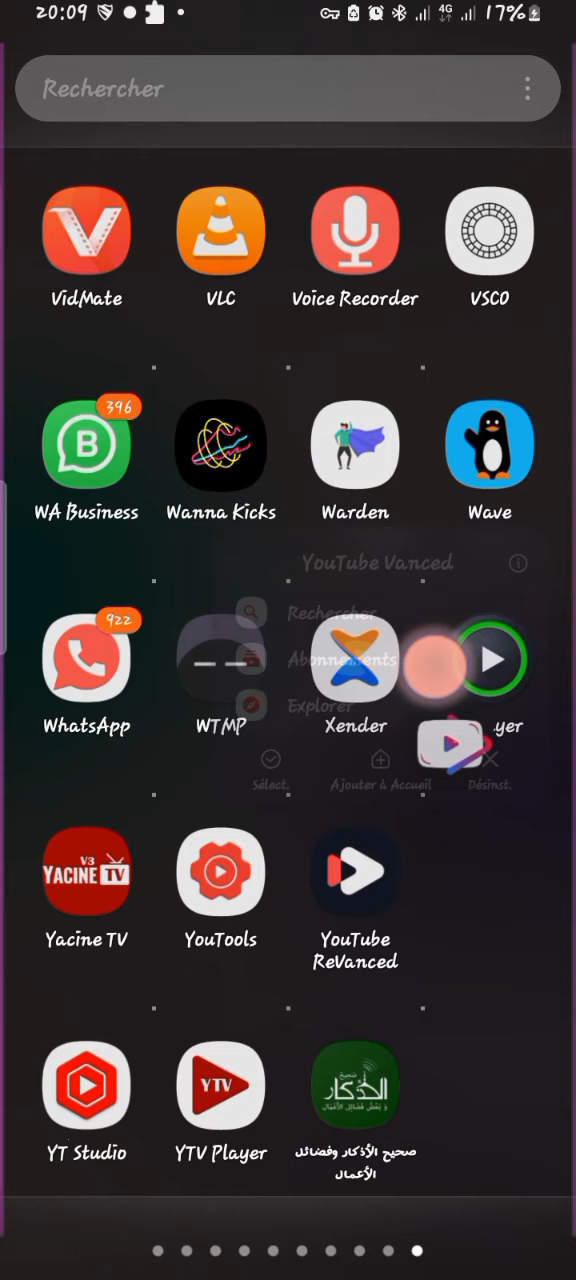 20:09
4G
17%
Rechercher
V
VidMate
VLC
Voice Recorder
VSCO
396
B
WA Business
Wanna Kicks
Warden
Wave
YouTube Vanced
922
Rechercher
Abonnements
Explorer
WhatsApp
WTMP
Xender
.yer
Sélect.
Ajouter à Accueil
Désinst.
V3
YACINE TV
Yacine TV
YouTools
YouTube
ReVanced
YTV
YT Studio
YTV Player
صحيح الأذكار وفضائل
الأعمال